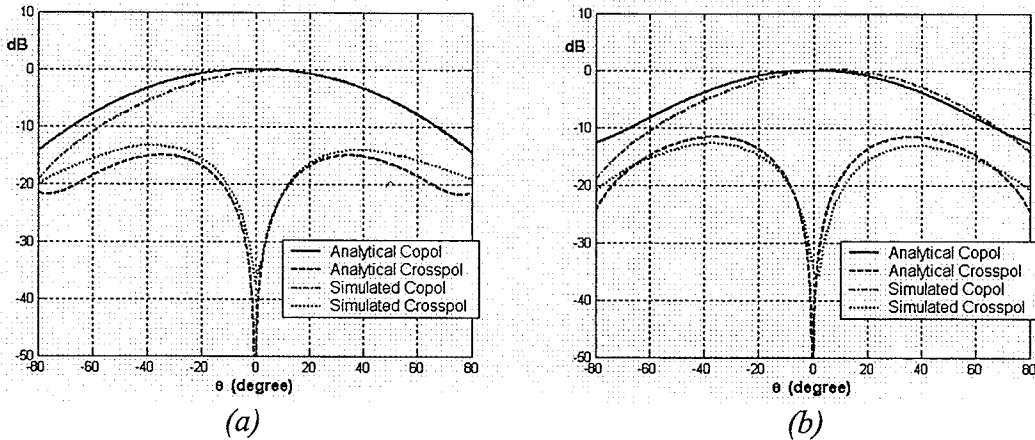 10
dB
0
-10
-20
-30
-40
-50
-80
-60
-40
-20
0
20
40
60
80
θ (degree)
Analytical Copol
Analytical Crosspol
Simulated Copol
Simulated Crosspol
(a)
10
dB
0
-10
-20
-30
-40
-50
-80
-60
-40
-20
0
20
40
60
80
θ (degree)
Analytical Copol
Analytical Crosspol
Simulated Copol
Simulated Crosspol
(b)